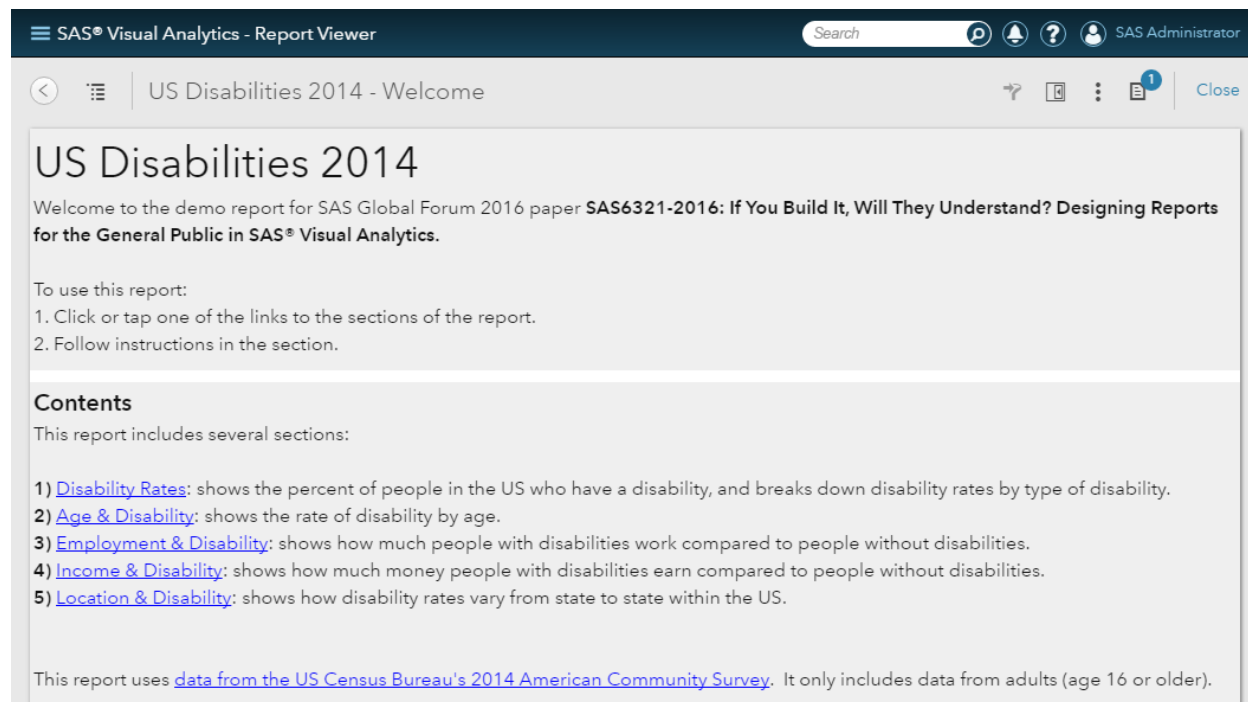 SAS® Visual Analytics - Report Viewer
Search
SAS Administrator
US Disabilities 2014 - Welcome
1
Close
US Disabilities 2014
Welcome to the demo report for SAS Global Forum 2016 paper SAS6321-2016: If You Build It, Will They Understand? Designing Reports
for the General Public in SAS® Visual Analytics.
To use this report:
1. Click or tap one of the links to the sections of the report.
2. Follow instructions in the section.
Contents
This report includes several sections:
1) Disability Rates: shows the percent of people in the US who have a disability, and breaks down disability rates by type of disability.
2) Age & Disability: shows the rate of disability by age.
3) Employment & Disability: shows how much people with disabilities work compared to people without disabilities.
4) Income & Disability: shows how much money people with disabilities earn compared to people without disabilities.
5) Location & Disability: shows how disability rates vary from state to state within the US.
This report uses data from the US Census Bureau's 2014 American Community Survey. It only includes data from adults (age 16 or older).